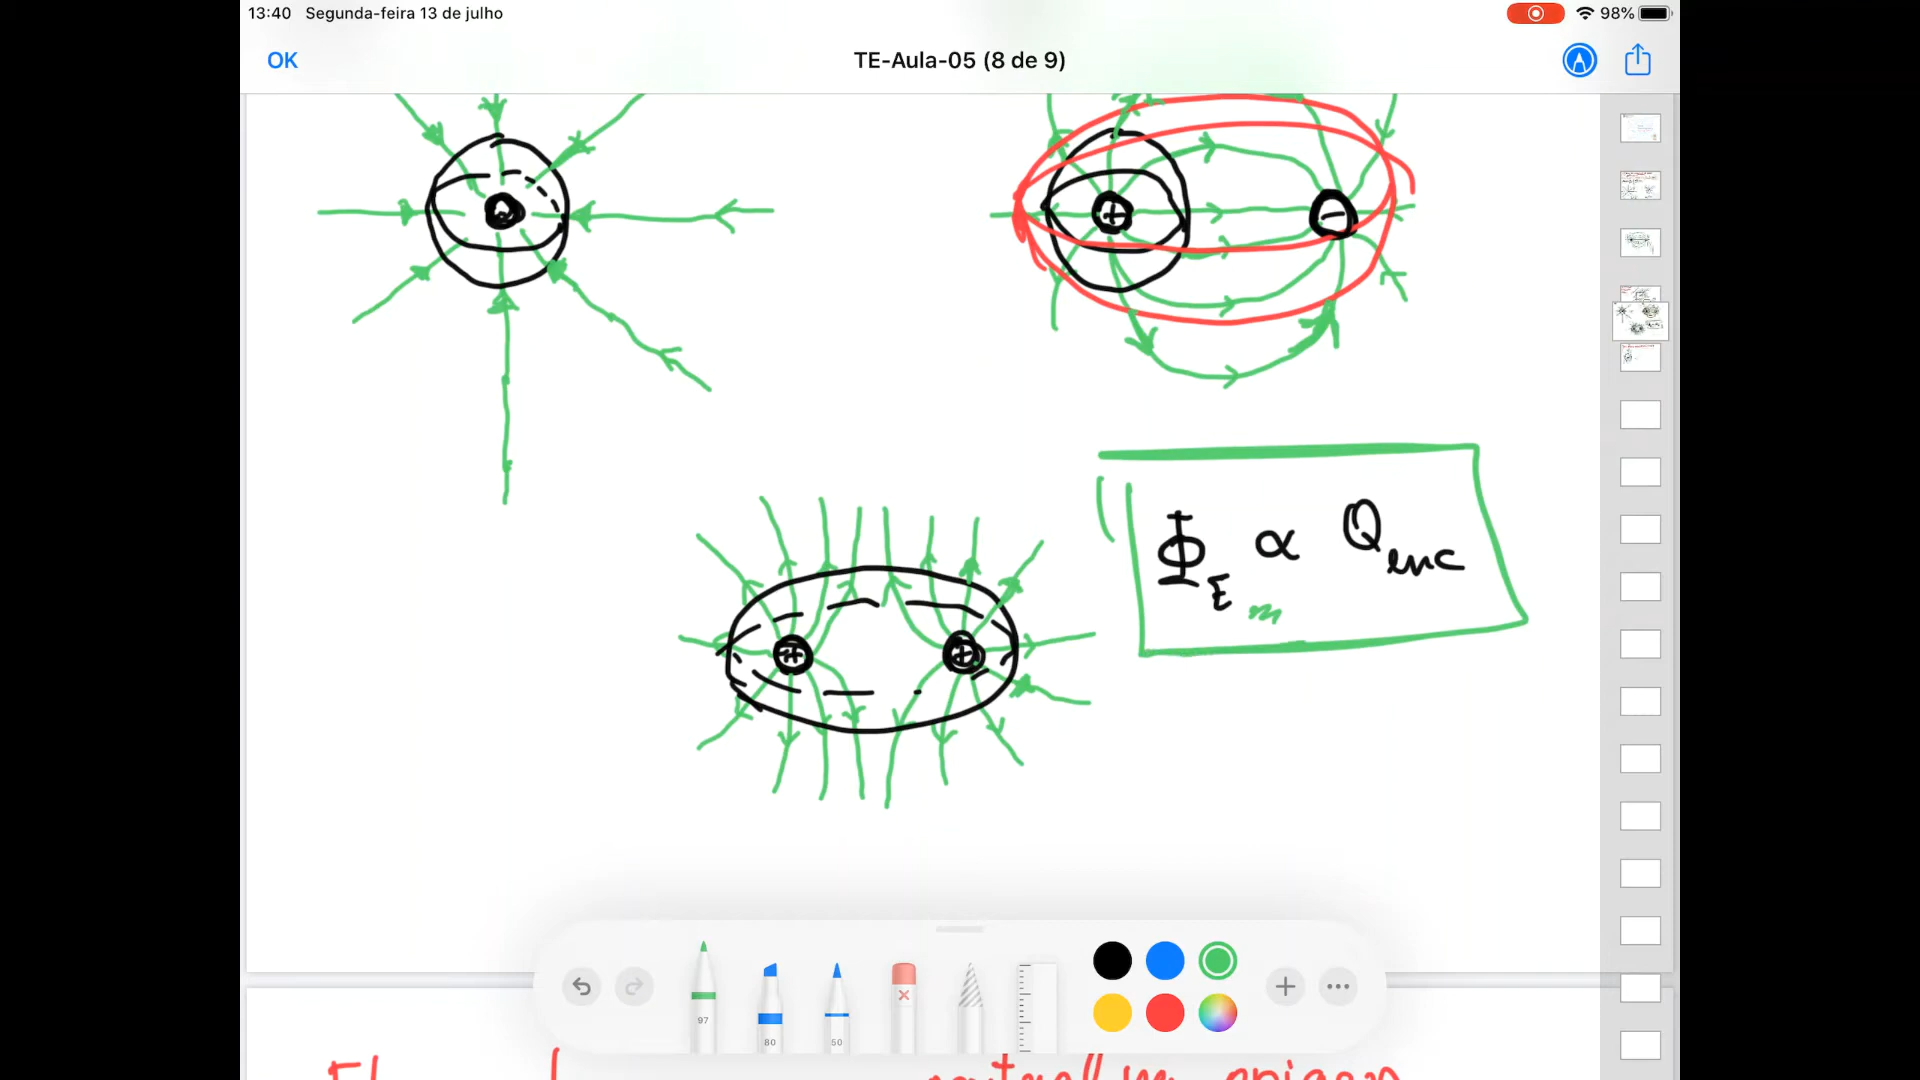 13:40 Segunda-feira 13 de julho
98%
OK
TE-Aula-05 (8 de 9)
+
−
Φ_E ∝ Q_enc
+
+
97
80
50